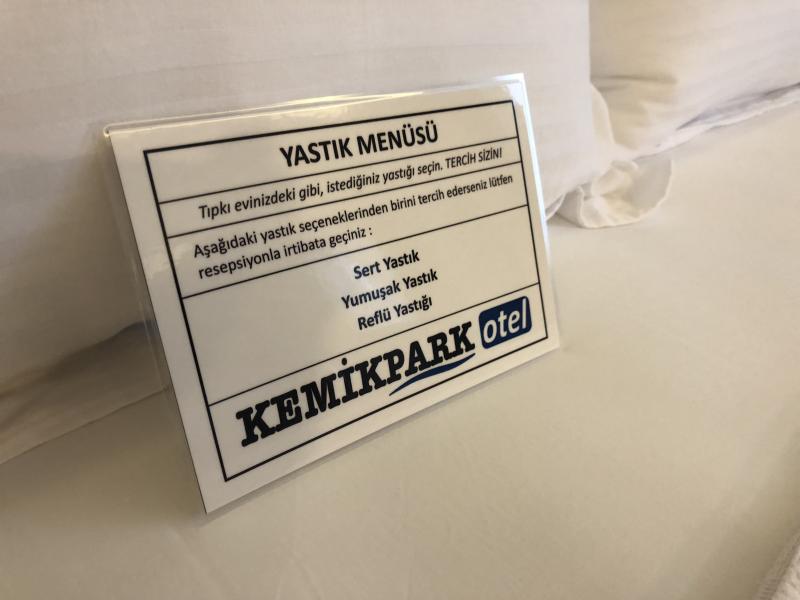 YASTIK MENÜSÜ
Tıpkı evinizdeki gibi, istediğiniz yastığı seçin. TERCİH SİZİN!
Aşağıdaki yastık seçeneklerinden birini tercih ederseniz lütfen
resepsiyonla irtibata geçiniz :
Sert Yastık
Yumuşak Yastık
Reflü Yastığı
KEMİKPARK otel